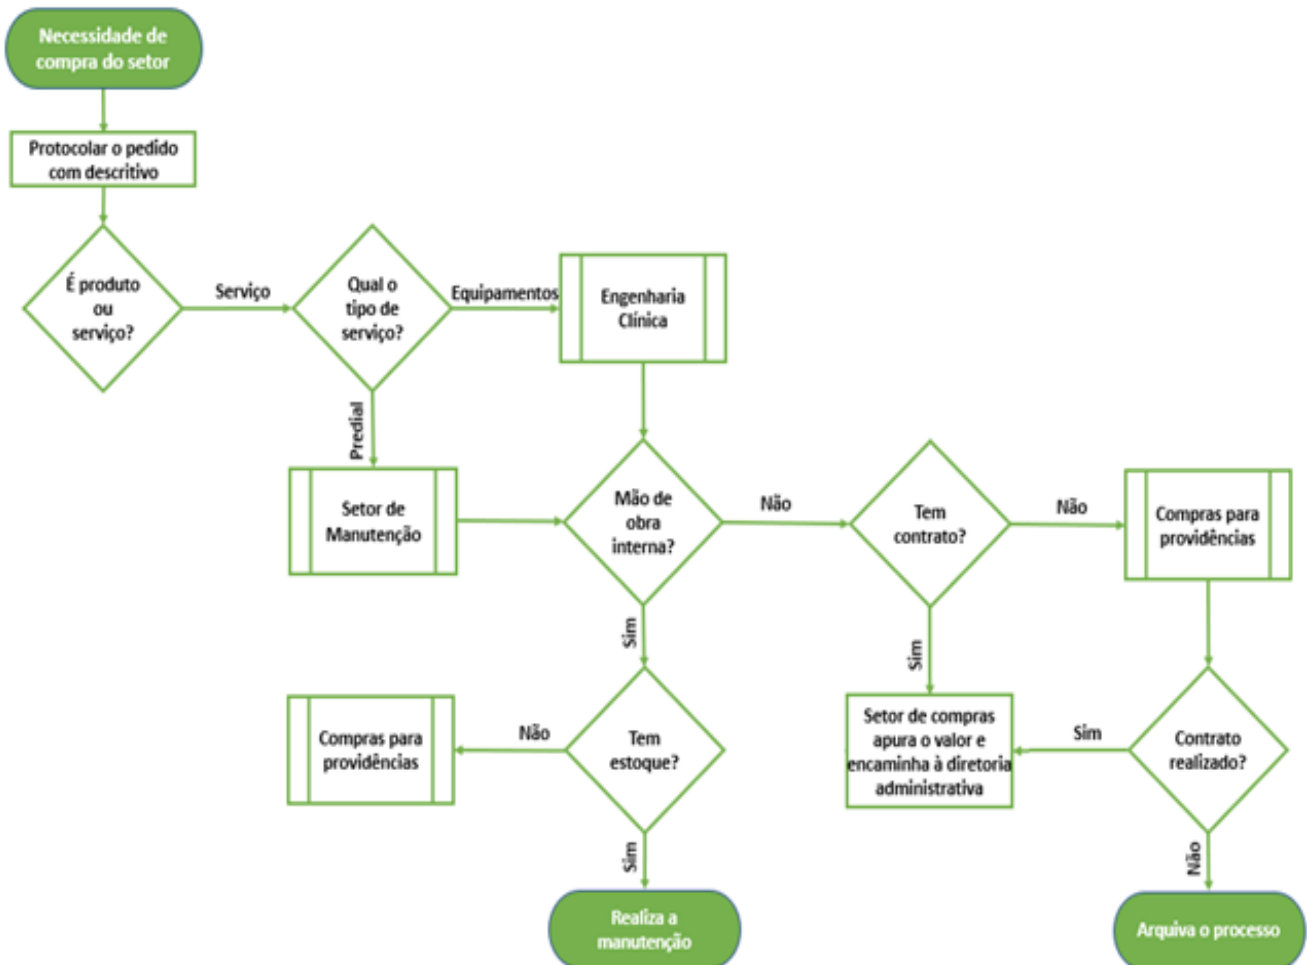 Necessidade de
compra do setor
Protocolar o pedido
com descritivo
É produto
ou
serviço?
Serviço
Qual o
tipo de
serviço?
Equipamentos
Engenharia
Clínica
Predial
Setor de
Manutenção
Mão de
obra
interna?
Não
Tem
contrato?
Não
Compras para
providências
Sim
Sim
Compras para
providências
Não
Tem
estoque?
Setor de compras
apura o valor e
encaminha à diretoria
administrativa
Sim
Contrato
realizado?
Sim
Não
Realiza a
manutenção
Arquiva o processo